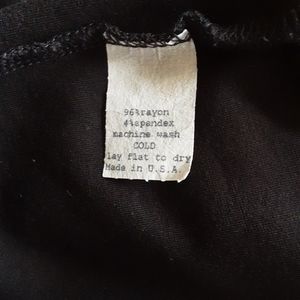 96%rayon
4%spandex
machine wash
COLD
lay flat to dry
Made in U.S.A